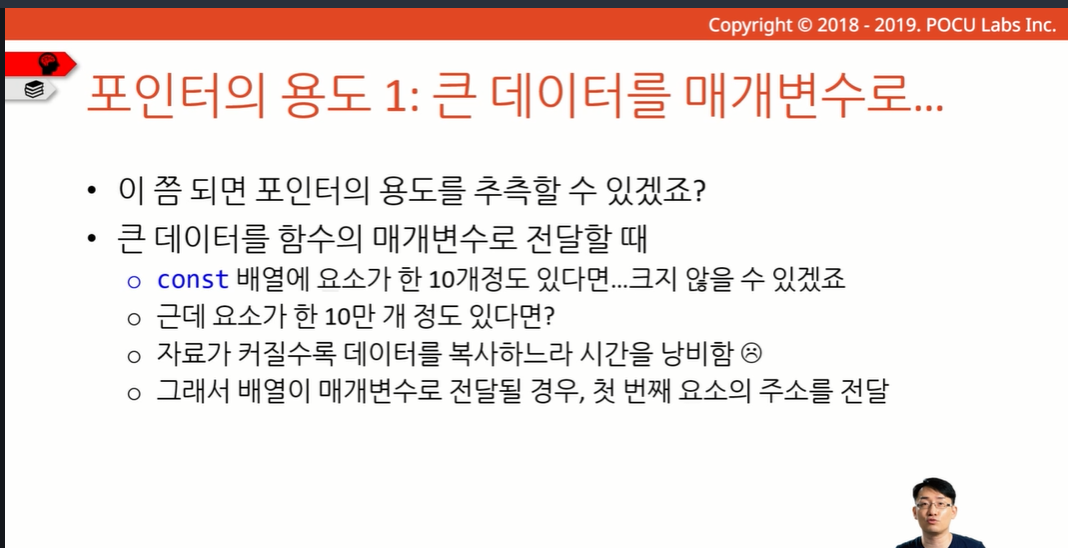 Copyright © 2018 - 2019. POCU Labs Inc.
포인터의 용도 1: 큰 데이터를 매개변수로...
• 이 쯤 되면 포인터의 용도를 추측할 수 있겠죠?
• 큰 데이터를 함수의 매개변수로 전달할 때
○ const 배열에 요소가 한 10개정도 있다면...크지 않을 수 있겠죠
○ 근데 요소가 한 10만 개 정도 있다면?
○ 자료가 커질수록 데이터를 복사하느라 시간을 낭비함 ☹
○ 그래서 배열이 매개변수로 전달될 경우, 첫 번째 요소의 주소를 전달